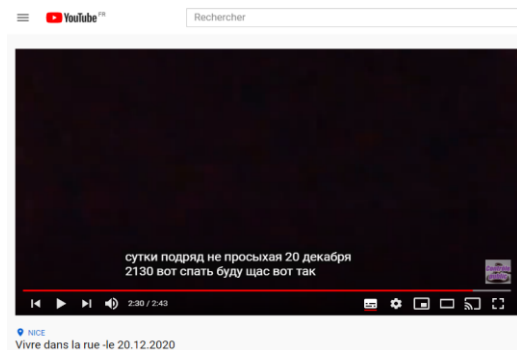 YouTube FR
Rechercher
сутки подряд не просыхая 20 декабря
2130 вот спать буду щас вот так
2:30 / 2:43
NICE
Vivre dans la rue -le 20.12.2020